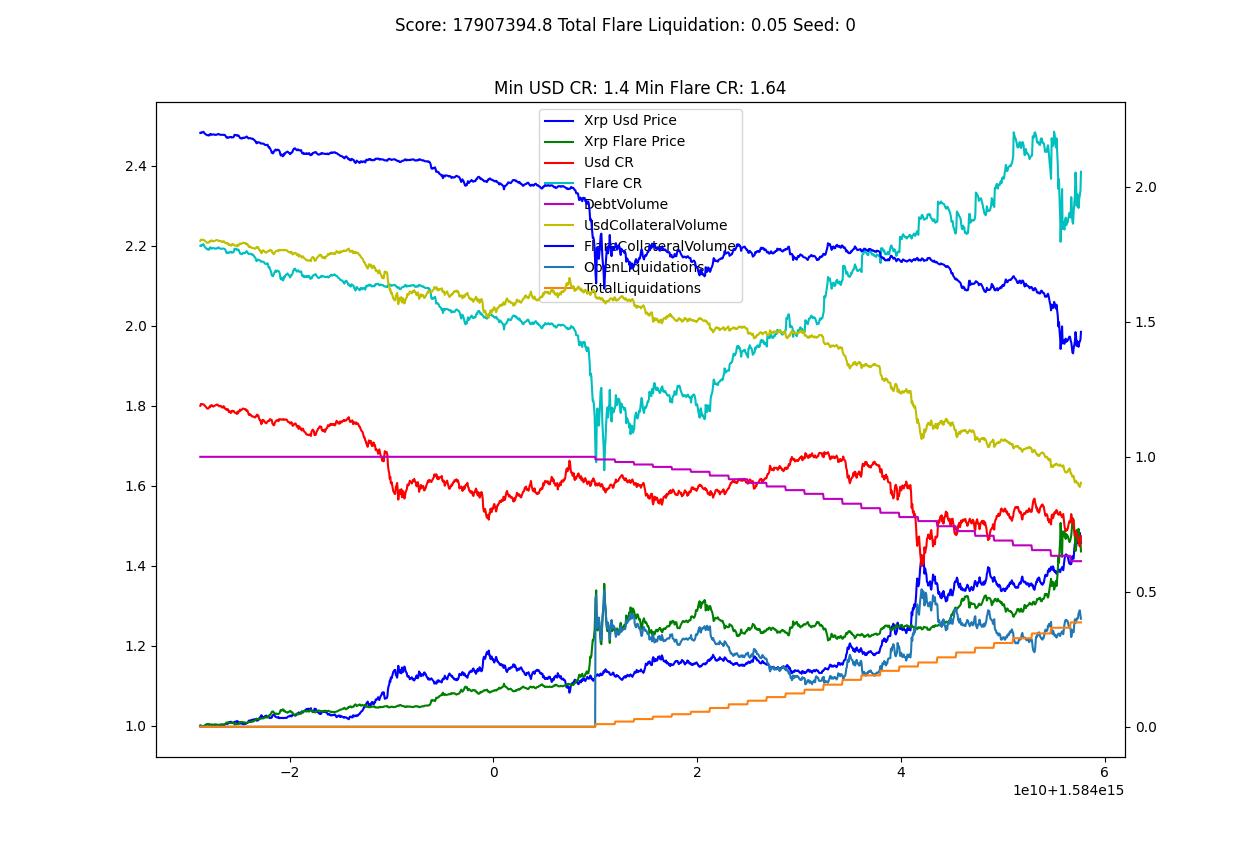 Score: 17907394.8 Total Flare Liquidation: 0.05 Seed: 0
Min USD CR: 1.4 Min Flare CR: 1.64
Xrp Usd Price
Xrp Flare Price
Usd CR
Flare CR
DebtVolume
UsdCollateralVolume
FlareCollateralVolume
OpenLiquidations
TotalLiquidations
2.4
2.2
2.0
1.8
1.6
1.4
1.2
1.0
2.0
1.5
1.0
0.5
0.0
−2
0
2
4
6
1e10+1.584e15